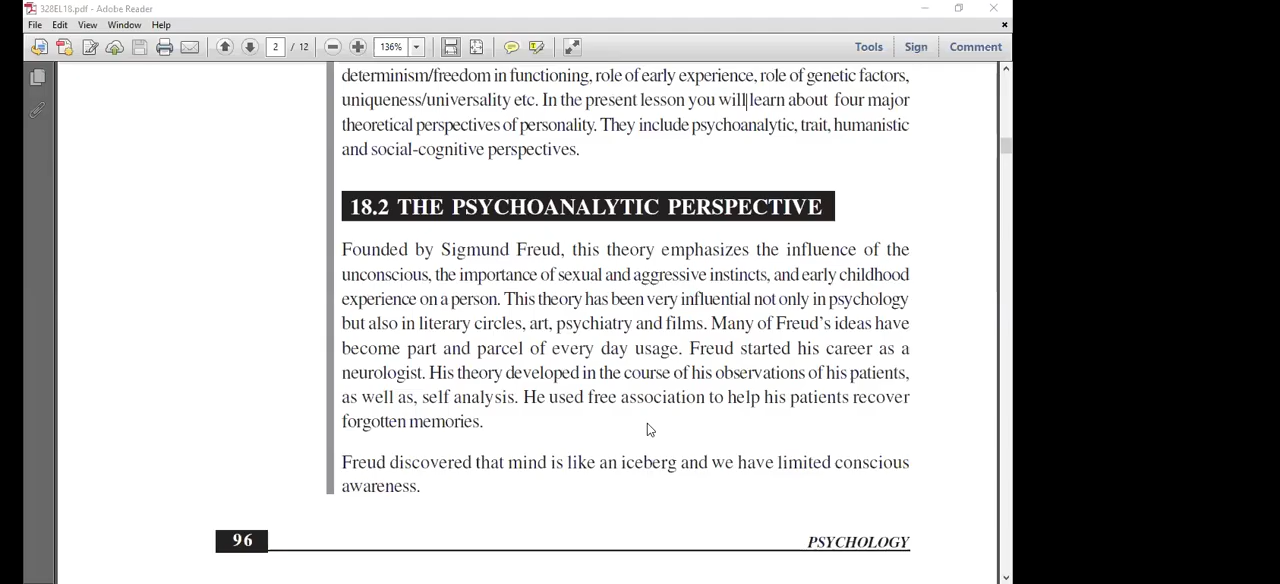 328EL18.pdf - Adobe Reader
File Edit View Window Help
2 / 12 136% Tools Sign Comment
determinism/freedom in functioning, role of early experience, role of genetic factors,
uniqueness/universality etc. In the present lesson you will learn about four major
theoretical perspectives of personality. They include psychoanalytic, trait, humanistic
and social-cognitive perspectives.
18.2 THE PSYCHOANALYTIC PERSPECTIVE
Founded by Sigmund Freud, this theory emphasizes the influence of the
unconscious, the importance of sexual and aggressive instincts, and early childhood
experience on a person. This theory has been very influential not only in psychology
but also in literary circles, art, psychiatry and films. Many of Freud's ideas have
become part and parcel of every day usage. Freud started his career as a
neurologist. His theory developed in the course of his observations of his patients,
as well as, self analysis. He used free association to help his patients recover
forgotten memories.
Freud discovered that mind is like an iceberg and we have limited conscious
awareness.
96 PSYCHOLOGY